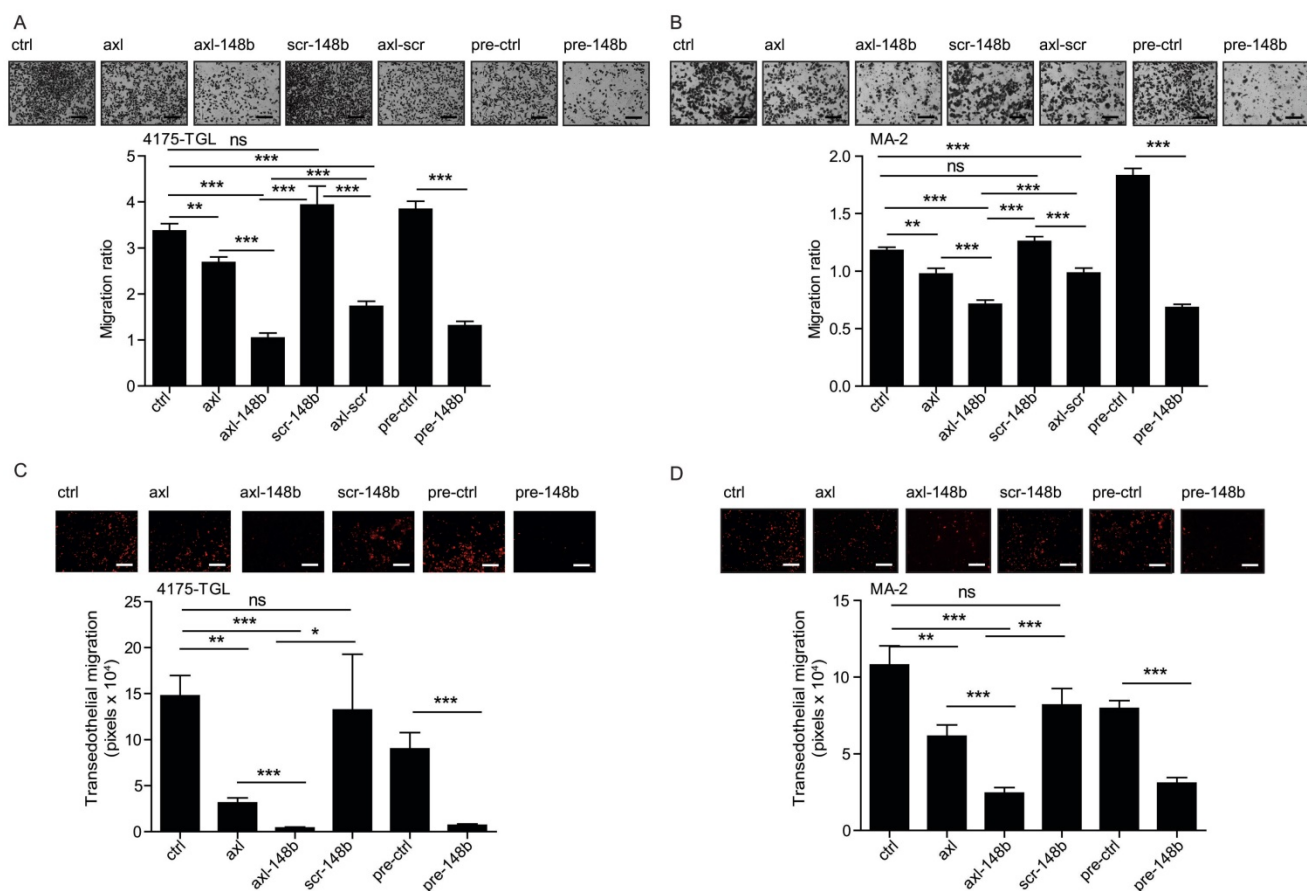 A
ctrl axl axl-148b scr-148b axl-scr pre-ctrl pre-148b
4175-TGL
ns
***
*** ***
*** *** *** ***
**
***
Migration ratio
5
4
3
2
1
0
ctrl axl axl-148b scr-148b axl-scr pre-ctrl pre-148b
B
ctrl axl axl-148b scr-148b axl-scr pre-ctrl pre-148b
MA-2
*** ***
ns
***
***
*** ***
** ***
***
Migration ratio
2.0
1.5
1.0
0.5
0.0
ctrl axl axl-148b scr-148b axl-scr pre-ctrl pre-148b
C
ctrl axl axl-148b scr-148b pre-ctrl pre-148b
4175-TGL
ns
***
** *
***
***
Transedothelial migration
(pixels x 10⁴)
25
20
15
10
5
0
ctrl axl axl-148b scr-148b pre-ctrl pre-148b
D
ctrl axl axl-148b scr-148b pre-ctrl pre-148b
MA-2
ns
***
** ***
***
***
Transedothelial migration
(pixels x 10⁴)
15
10
5
0
ctrl axl axl-148b scr-148b pre-ctrl pre-148b